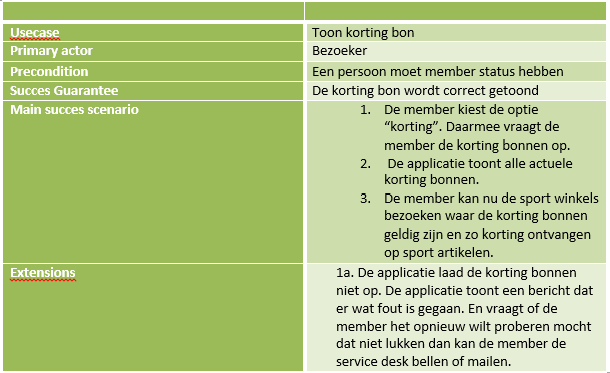 Usecase Toon korting bon
Primary actor Bezoeker
Precondition Een persoon moet member status hebben
Succes Guarantee De korting bon wordt correct getoond
Main succes scenario 1. De member kiest de optie
“korting”. Daarmee vraagt de
member de korting bonnen op.
2. De applicatie toont alle actuele
korting bonnen.
3. De member kan nu de sport winkels
bezoeken waar de korting bonnen
geldig zijn en zo korting ontvangen
op sport artikelen.
Extensions 1a. De applicatie laad de korting bonnen
niet op. De applicatie toont een bericht dat
er wat fout is gegaan. En vraagt of de
member het opnieuw wilt proberen mocht
dat niet lukken dan kan de member de
service desk bellen of mailen.